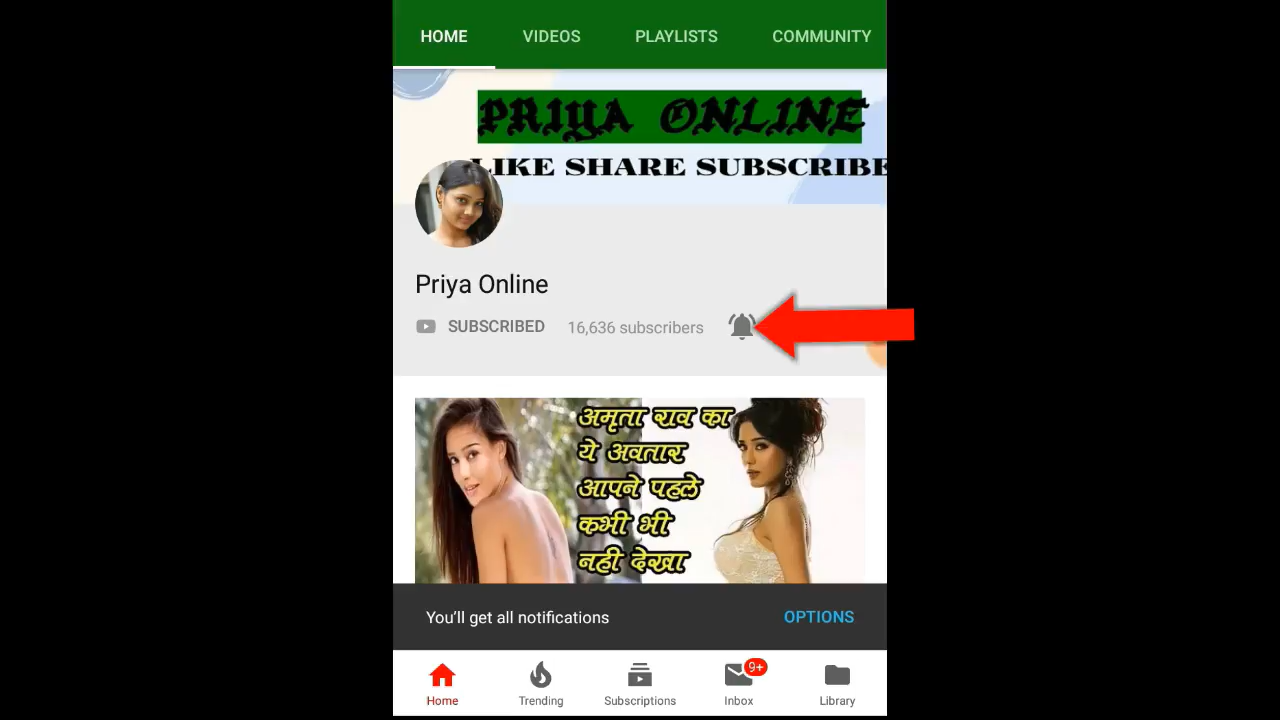 HOME VIDEOS PLAYLISTS COMMUNITY
PRIYA ONLINE
LIKE SHARE SUBSCRIBE
Priya Online
SUBSCRIBED 16,636 subscribers
अमृता राव का
ये अवतार
आपने पहले
कभी भी
नही देखा
You'll get all notifications OPTIONS
9+
Home Trending Subscriptions Inbox Library